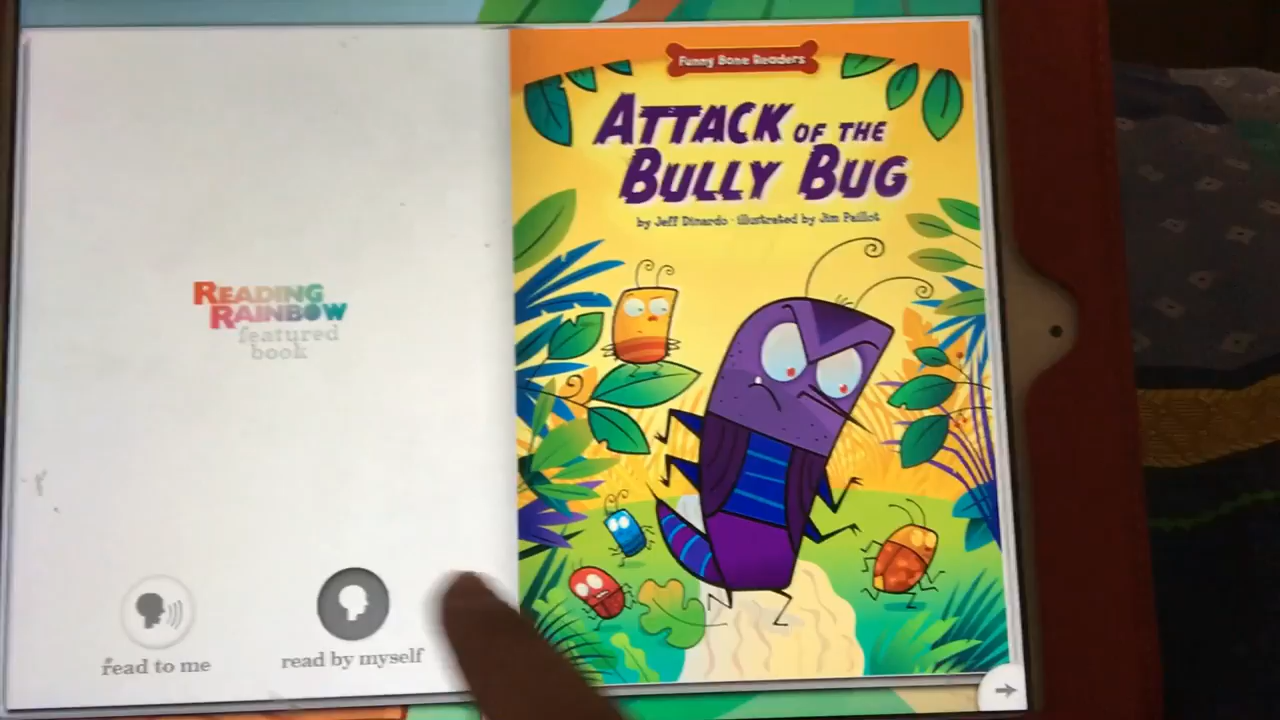 READING
RAINBOW
featured
book
read to me
read by myself
Funny Bone Readers
ATTACK OF THE
BULLY BUG
by Jeff Dinardo · illustrated by Jim Paillot